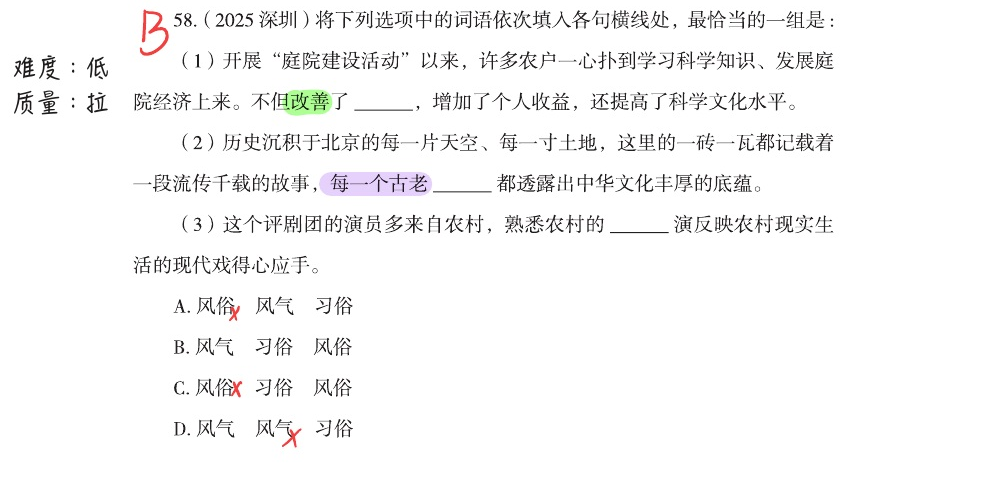 B 58.（2025 深圳）将下列选项中的词语依次填入各句横线处，最恰当的一组是：
难度：低
质量：拉
（1）开展“庭院建设活动”以来，许多农户一心扑到学习科学知识、发展庭
院经济上来。不但改善了 ______，增加了个人收益，还提高了科学文化水平。
（2）历史沉积于北京的每一片天空、每一寸土地，这里的一砖一瓦都记载着
一段流传千载的故事，每一个古老 ______ 都透露出中华文化丰厚的底蕴。
（3）这个评剧团的演员多来自农村，熟悉农村的 ______ 演反映农村现实生
活的现代戏得心应手。
A. 风俗x 风气 习俗
B. 风气 习俗 风俗
C. 风俗x 习俗 风俗
D. 风气 风气x 习俗